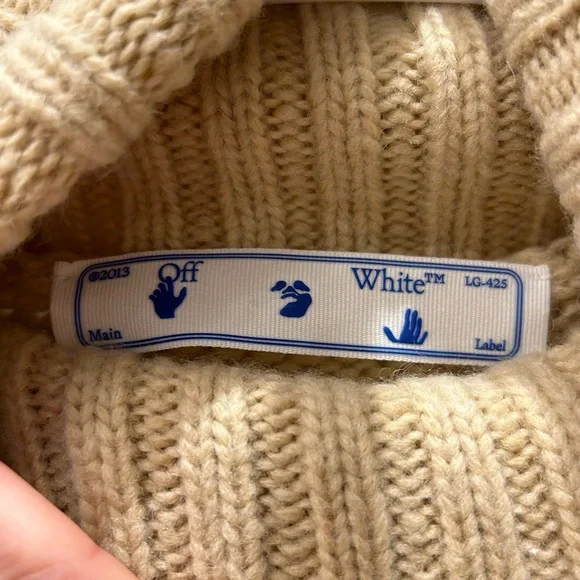 ©2013 Off White™ LG-425
Main Label